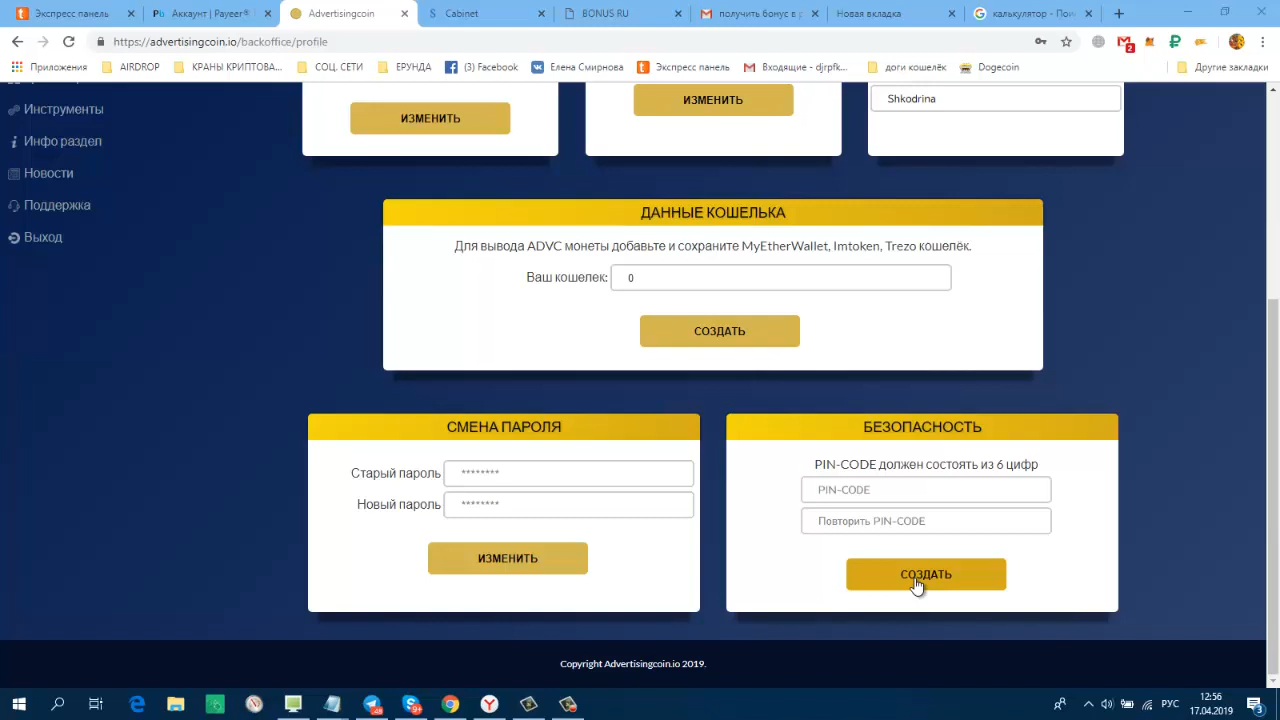 Экспресс панель
Аккаунт | Payeer®
Advertisingcoin
Cabinet
BONUS RU
получить бонус в р
Новая вкладка
калькулятор - Пои
https://advertisingcoin.io/backoffice/profile
Приложения
AIRDROP
КРАНЫ КРИПТОВА...
СОЦ. СЕТИ
ЕРУНДА
(3) Facebook
Елена Смирнова
Экспресс панель
Входящие - djrpfk...
доги кошелёк
Dogecoin
Другие закладки
Инструменты
Инфо раздел
Новости
Поддержка
Выход
ИЗМЕНИТЬ
ИЗМЕНИТЬ
Shkodrina
ДАННЫЕ КОШЕЛЬКА
Для вывода ADVC монеты добавьте и сохраните MyEtherWallet, Imtoken, Trezo кошелёк.
Ваш кошелек: 0
СОЗДАТЬ
СМЕНА ПАРОЛЯ
Старый пароль ********
Новый пароль ********
ИЗМЕНИТЬ
БЕЗОПАСНОСТЬ
PIN-CODE должен состоять из 6 цифр
PIN-CODE
Повторить PIN-CODE
СОЗДАТЬ
Copyright Advertisingcoin.io 2019.
РУС
12:56
17.04.2019